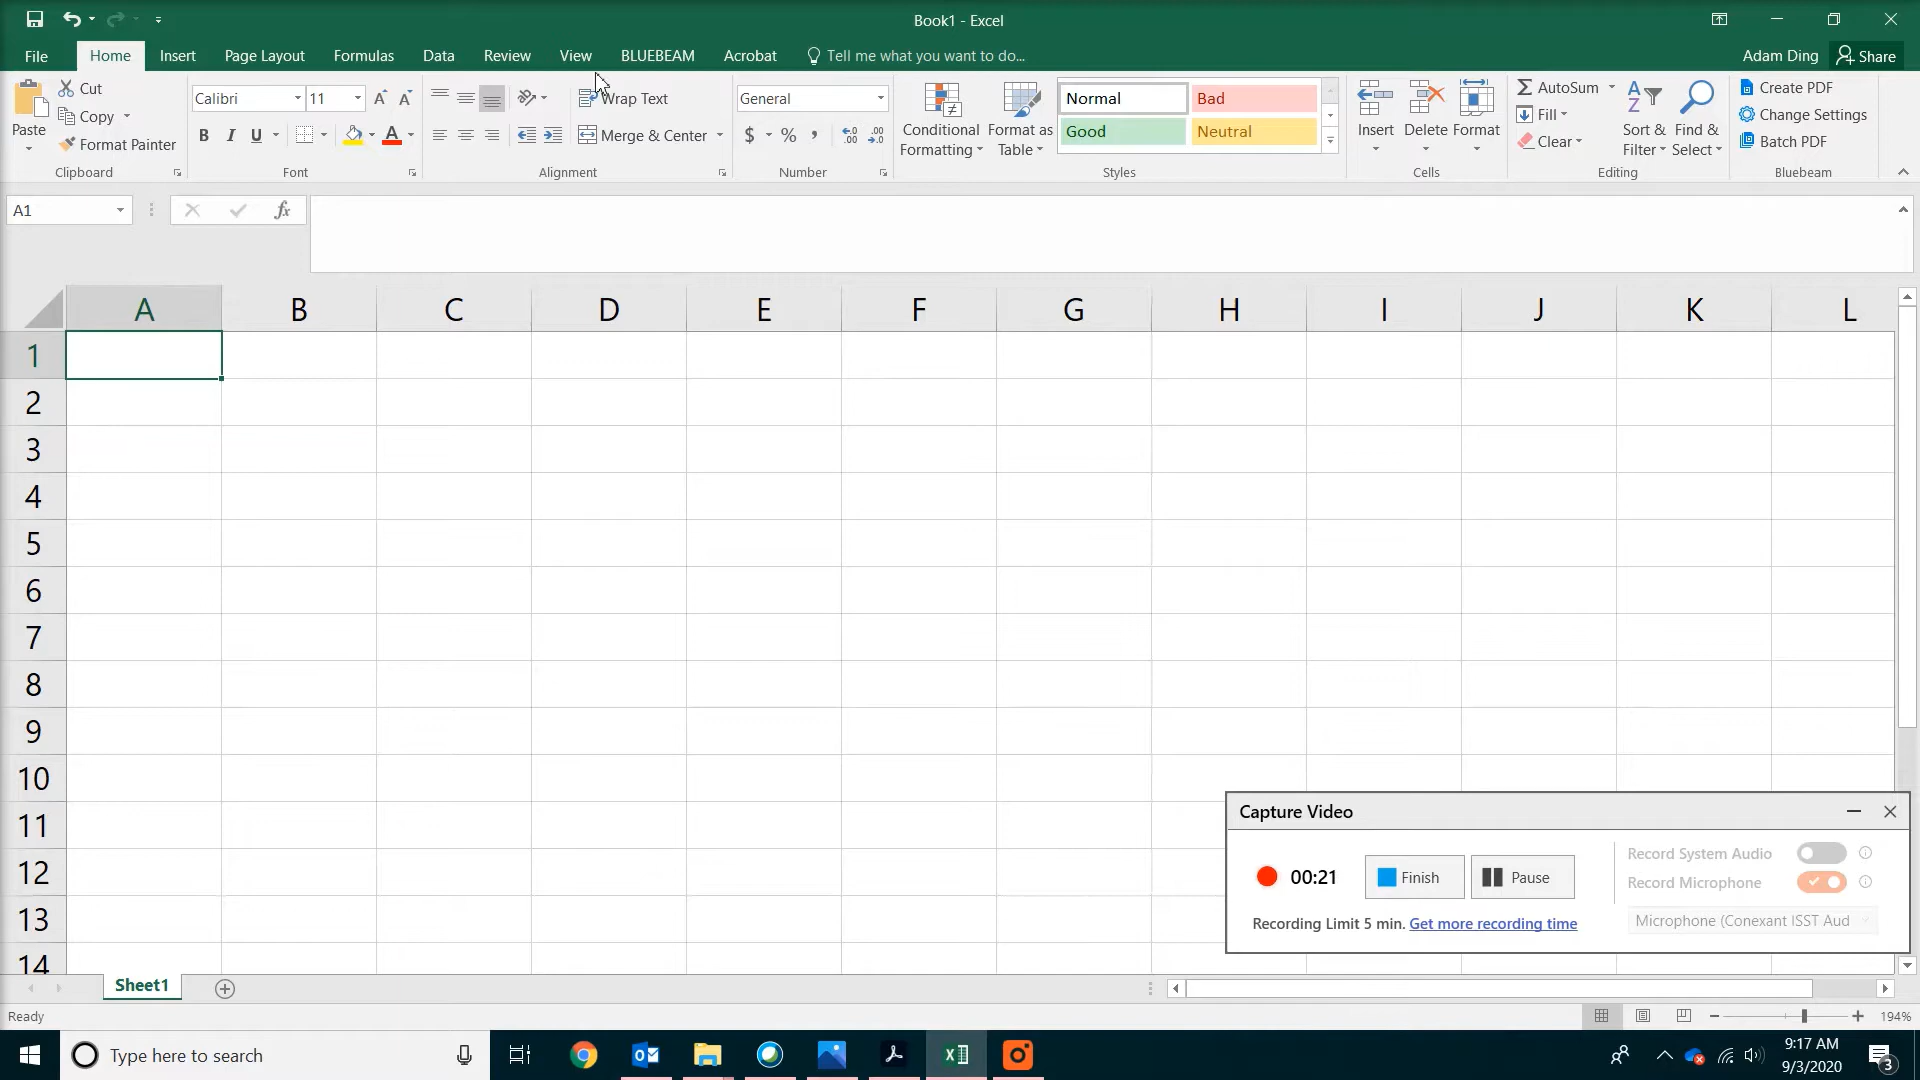 Book1 - Excel
File Home Insert Page Layout Formulas Data Review View BLUEBEAM Acrobat Tell me what you want to do... Adam Ding Share
Paste
Cut
Copy
Format Painter
Clipboard
Calibri 11
B I U A
Font
Wrap Text
Merge & Center
Alignment
General
$ % ,
Number
Conditional Formatting
Format as Table
Normal Bad
Good Neutral
Styles
Insert Delete Format
Cells
AutoSum
Fill
Clear
Sort & Filter
Find & Select
Editing
Create PDF
Change Settings
Batch PDF
Bluebeam
A1 fx
A B C D E F G H I J K L
1
2
3
4
5
6
7
8
9
10
11
12
13
14
Capture Video
00:21 Finish Pause
Recording Limit 5 min. Get more recording time
Record System Audio
Record Microphone
Microphone (Conexant ISST Aud
Sheet1
Ready 194%
Type here to search
9:17 AM
9/3/2020
3